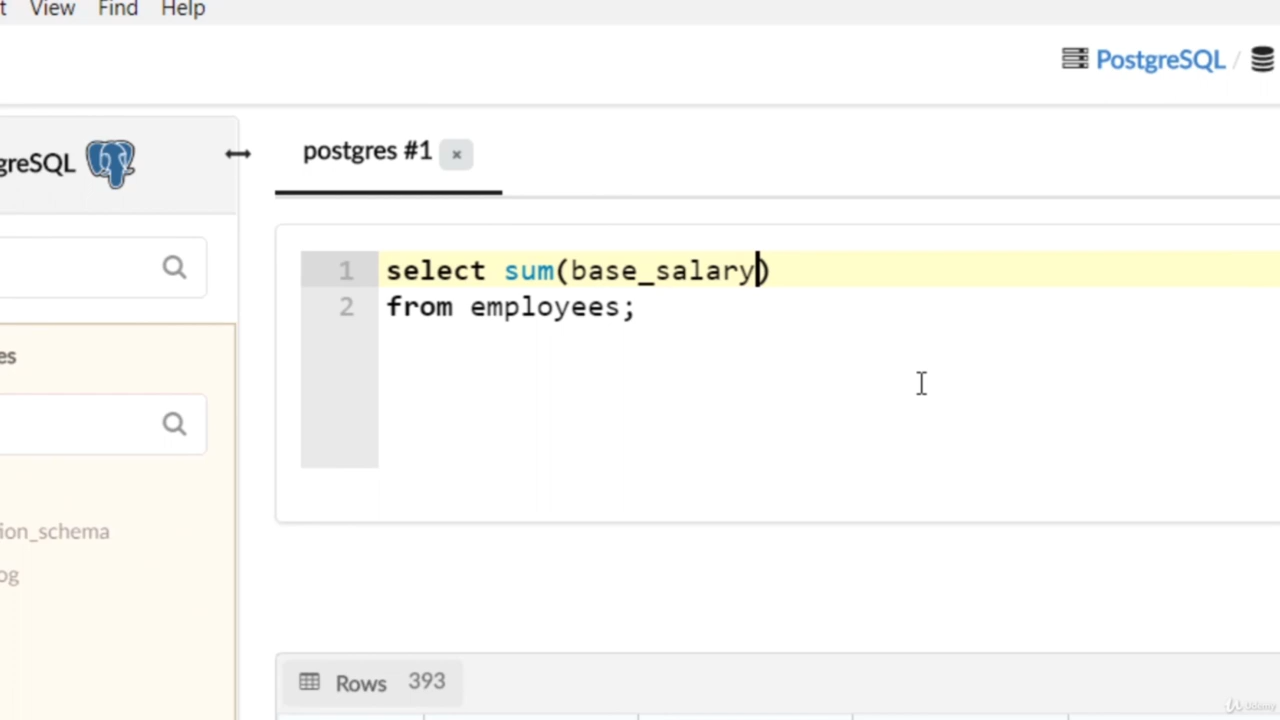 t View Find Help
PostgreSQL /
greSQL
postgres #1 ×
1 select sum(base_salary)
2 from employees;
es
ion_schema
og
Rows 393
Udemy